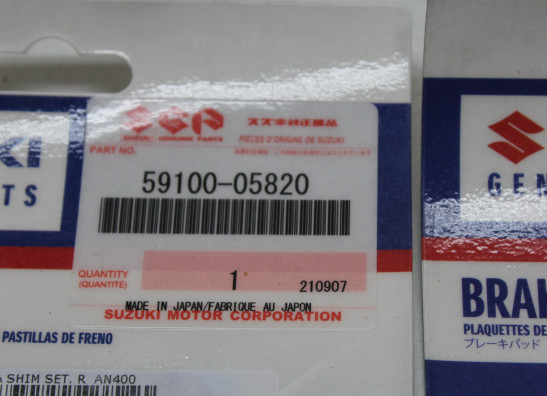 KI
TS
SGP
SUZUKI GENUINE PARTS
スズキ純正部品
PIÈCES D'ORIGINE DE SUZUKI
PART NO.
59100-05820
QUANTITY
(QUANTITÉ)
1
210907
MADE IN JAPAN/FABRIQUE AU JAPON
SUZUKI MOTOR CORPORATION
PASTILLAS DE FRENO
SHIM SET, R AN400
GEN
BRA
PLAQUETTES DE
ブレーキパッド